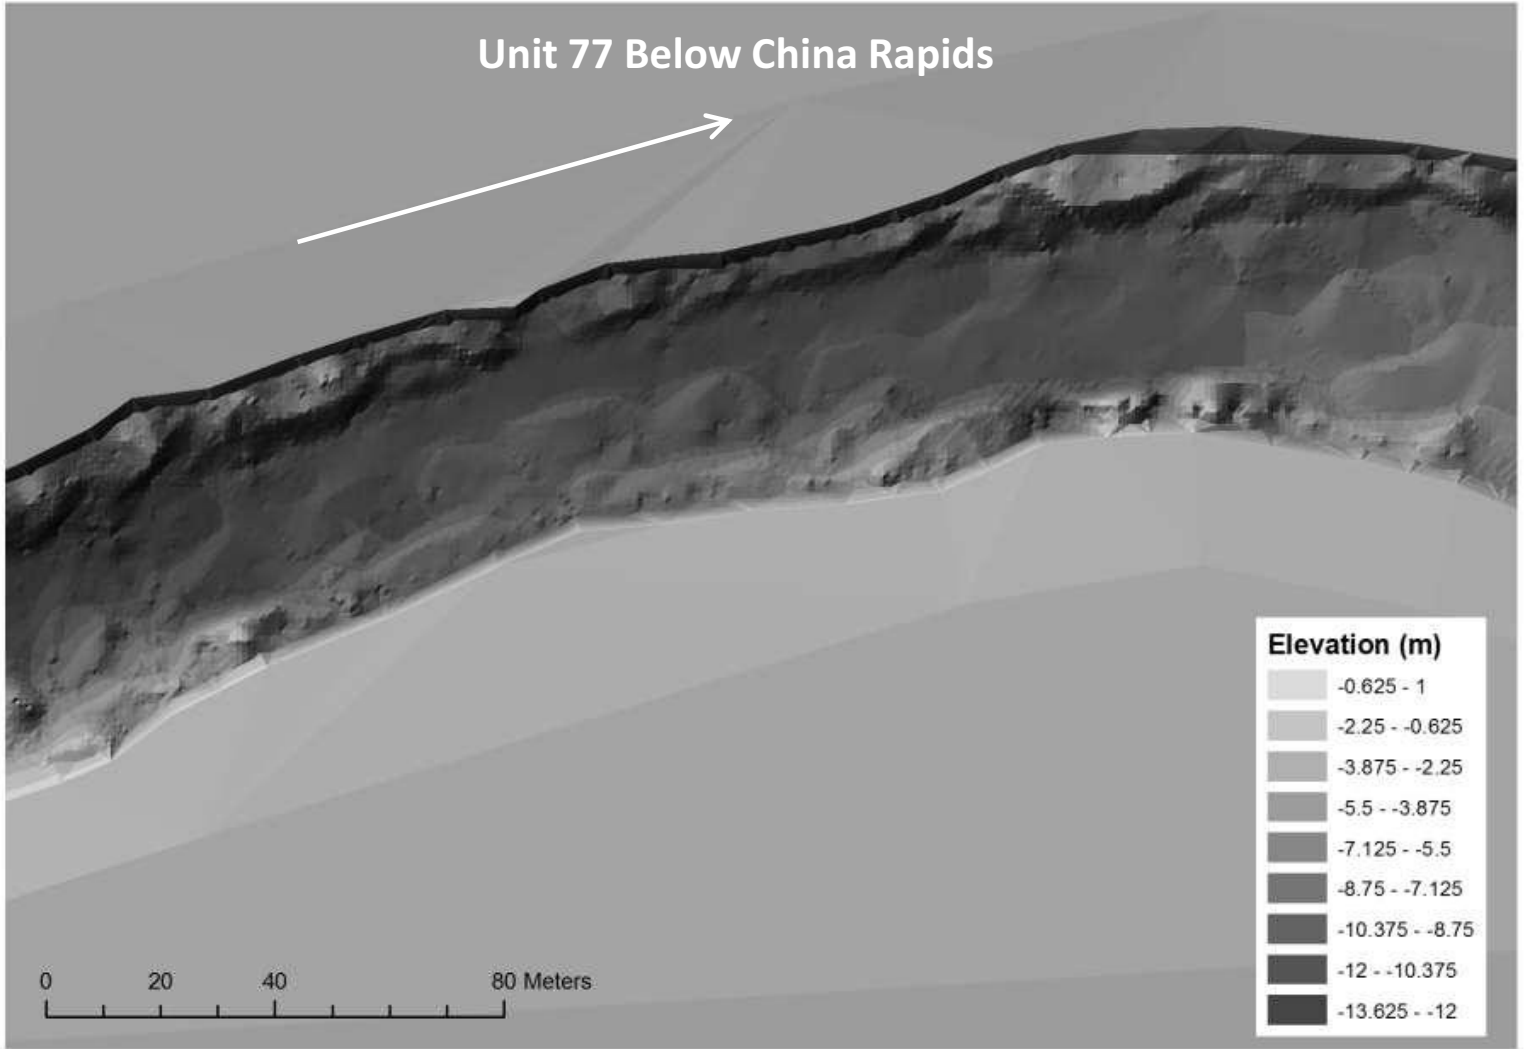 Unit 77 Below China Rapids
Elevation (m)
-0.625 - 1
-2.25 - -0.625
-3.875 - -2.25
-5.5 - -3.875
-7.125 - -5.5
-8.75 - -7.125
-10.375 - -8.75
-12 - -10.375
-13.625 - -12
0 20 40 80 Meters